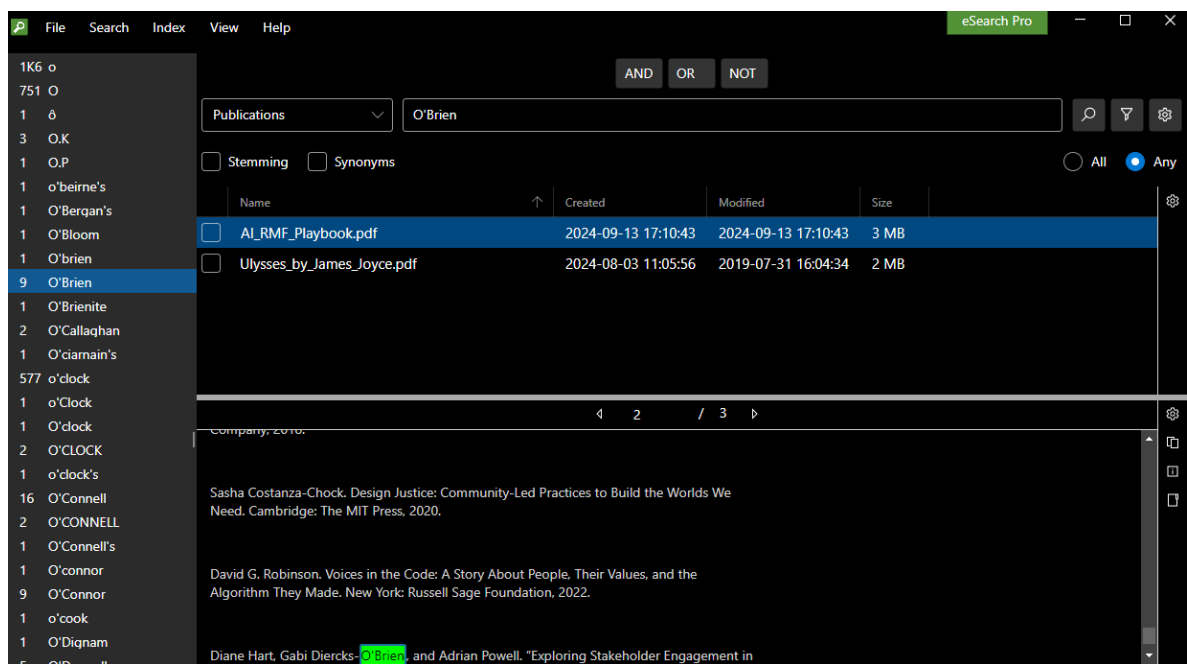 File Search Index View Help eSearch Pro
AND OR NOT
Publications O'Brien
Stemming Synonyms All Any
Name Created Modified Size
AI_RMF_Playbook.pdf 2024-09-13 17:10:43 2024-09-13 17:10:43 3 MB
Ulysses_by_James_Joyce.pdf 2024-08-03 11:05:56 2019-07-31 16:04:34 2 MB
1K6 o
751 O
1 ô
3 O.K
1 O.P
1 o'beirne's
1 O'Bergan's
1 O'Bloom
1 O'brien
9 O'Brien
1 O'Brienite
2 O'Callaghan
1 O'ciarnain's
577 o'clock
1 o'Clock
1 O'clock
2 O'CLOCK
1 o'clock's
16 O'Connell
2 O'CONNELL
1 O'Connell's
1 O'connor
9 O'Connor
1 o'cook
1 O'Dignam
2 / 3
Company, 2016.
Sasha Costanza-Chock. Design Justice: Community-Led Practices to Build the Worlds We
Need. Cambridge: The MIT Press, 2020.
David G. Robinson. Voices in the Code: A Story About People, Their Values, and the
Algorithm They Made. New York: Russell Sage Foundation, 2022.
Diane Hart, Gabi Diercks-O'Brien, and Adrian Powell. “Exploring Stakeholder Engagement in